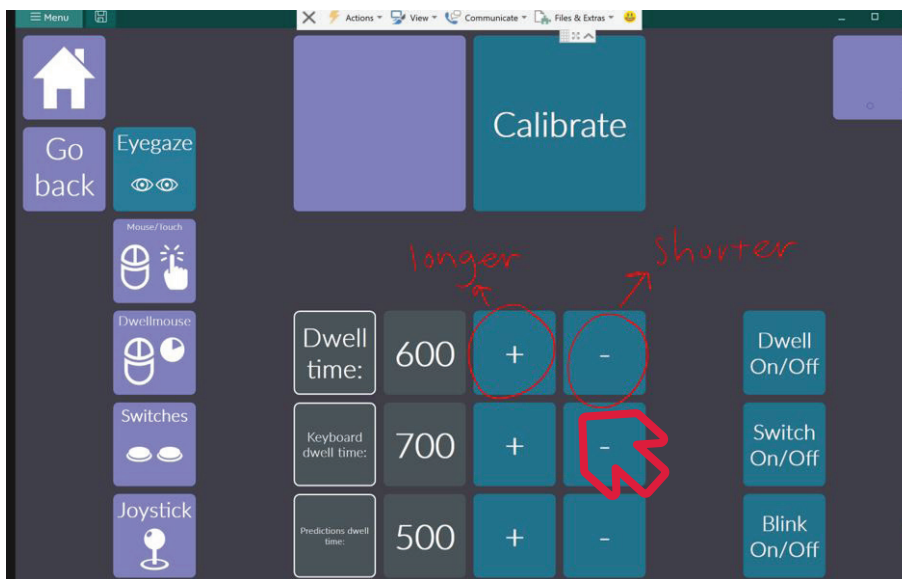 Menu
Actions View Communicate Files & Extras
Calibrate
Go
back
Eyegaze
Mouse/Touch
longer
shorter
Dwellmouse
Dwell
time:
600
+
-
Dwell
On/Off
Switches
Keyboard
dwell time:
700
+
-
Switch
On/Off
Joystick
Predictions dwell
time:
500
+
-
Blink
On/Off